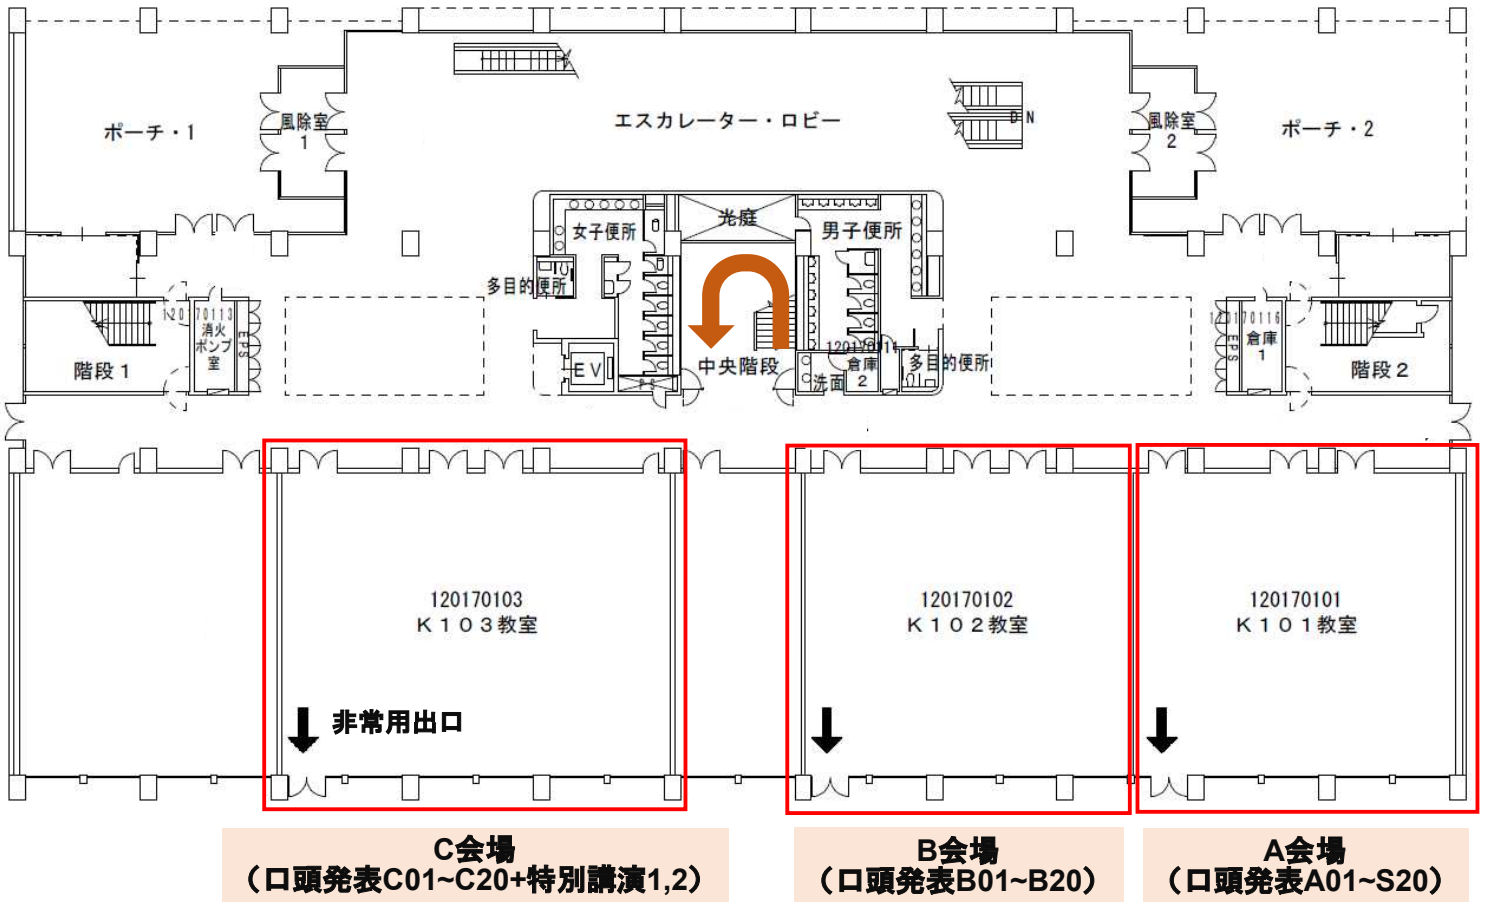 ポーチ・1
風除室
1
エスカレーター・ロビー
DN
風除室
2
ポーチ・2
光庭
女子便所
男子便所
多目的便所
120170113
消火
ポンプ
室
EPS
階段1
EV
PS
中央階段
洗面
120170114
倉庫
2
多目的便所
120170116
倉庫
1
EPS
階段2
120170103
K103教室
120170102
K102教室
120170101
K101教室
非常用出口
C会場
（口頭発表C01~C20+特別講演1,2）
B会場
（口頭発表B01~B20）
A会場
（口頭発表A01~S20）